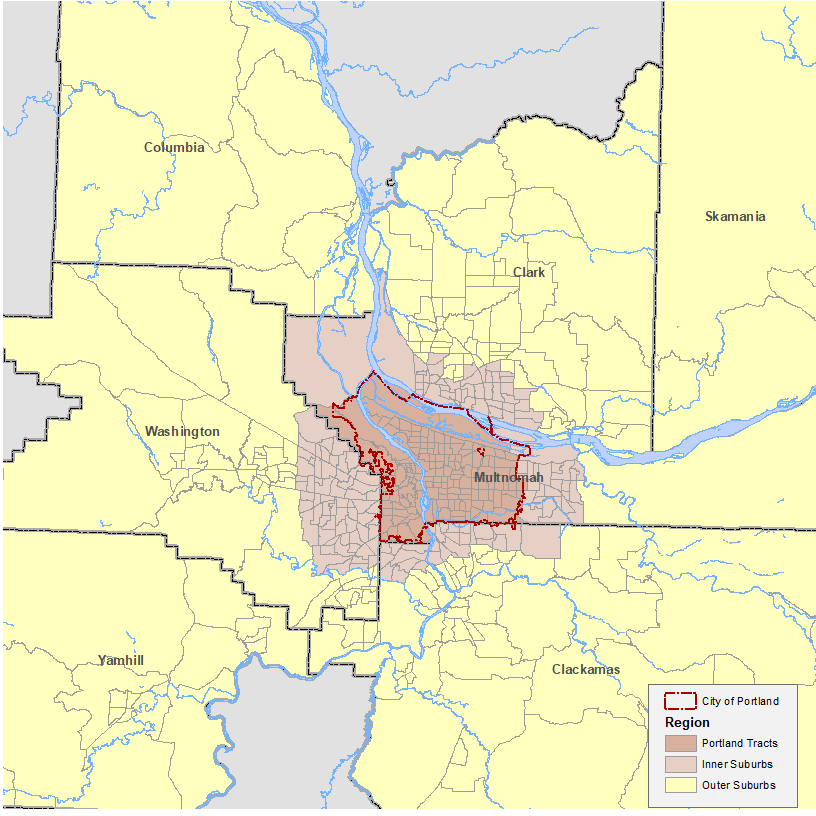 Columbia
Skamania
Clark
Washington
Multnomah
Yamhill
Clackamas
City of Portland
Region
Portland Tracts
Inner Suburbs
Outer Suburbs